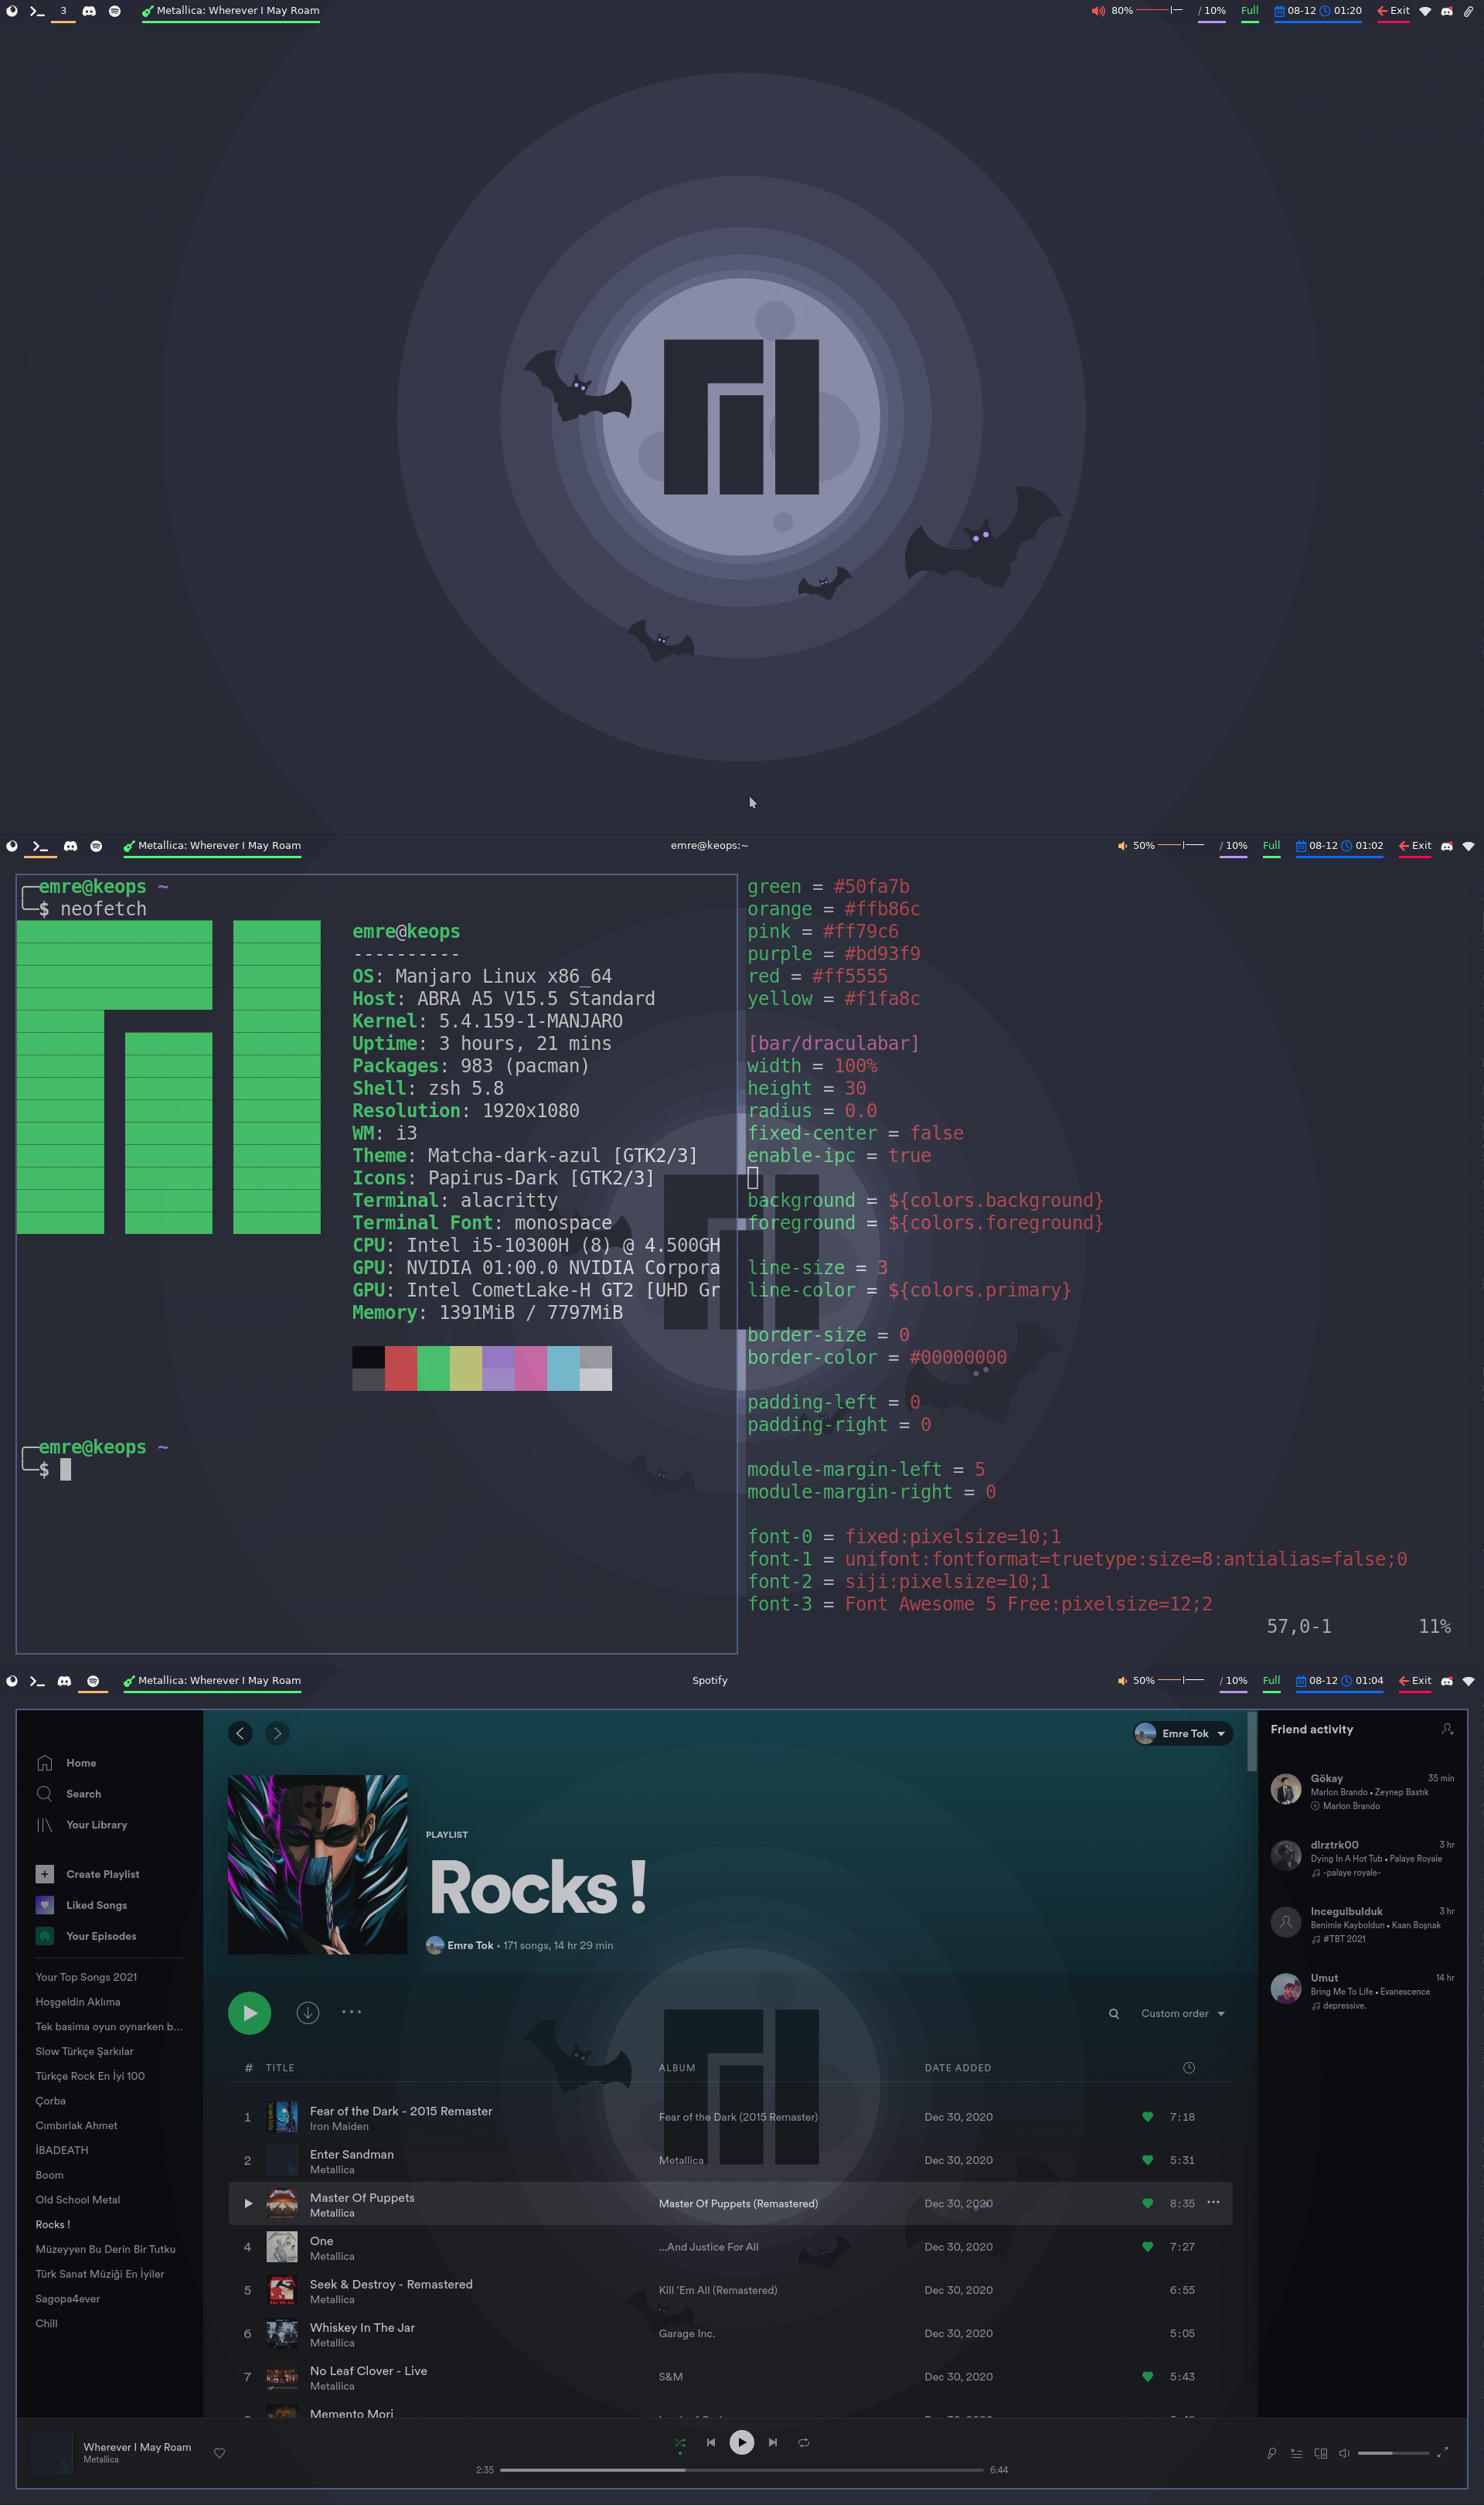 3 Metallica: Wherever I May Roam 80% / 10% Full 08-12 01:20 Exit
Metallica: Wherever I May Roam emre@keops:~ 50% / 10% Full 08-12 01:02 Exit
emre@keops ~
$ neofetch
emre@keops
----------
OS: Manjaro Linux x86_64
Host: ABRA A5 V15.5 Standard
Kernel: 5.4.159-1-MANJARO
Uptime: 3 hours, 21 mins
Packages: 983 (pacman)
Shell: zsh 5.8
Resolution: 1920x1080
WM: i3
Theme: Matcha-dark-azul [GTK2/3]
Icons: Papirus-Dark [GTK2/3]
Terminal: alacritty
Terminal Font: monospace
CPU: Intel i5-10300H (8) @ 4.500GH
GPU: NVIDIA 01:00.0 NVIDIA Corpora
GPU: Intel CometLake-H GT2 [UHD Gr
Memory: 1391MiB / 7797MiB
emre@keops ~
$
green = #50fa7b
orange = #ffb86c
pink = #ff79c6
purple = #bd93f9
red = #ff5555
yellow = #f1fa8c
[bar/draculabar]
width = 100%
height = 30
radius = 0.0
fixed-center = false
enable-ipc = true
background = ${colors.background}
foreground = ${colors.foreground}
line-size = 3
line-color = ${colors.primary}
border-size = 0
border-color = #00000000
padding-left = 0
padding-right = 0
module-margin-left = 5
module-margin-right = 0
font-0 = fixed:pixelsize=10;1
font-1 = unifont:fontformat=truetype:size=8:antialias=false;0
font-2 = siji:pixelsize=10;1
font-3 = Font Awesome 5 Free:pixelsize=12;2
57,0-1 11%
Metallica: Wherever I May Roam Spotify 50% / 10% Full 08-12 01:04 Exit
Home
Search
Your Library
Create Playlist
Liked Songs
Your Episodes
Your Top Songs 2021
Hoşgeldin Aklıma
Tek basima oyun oynarken b...
Slow Türkçe Şarkılar
Türkçe Rock En İyi 100
Çorba
Cımbırlak Ahmet
İBADEATH
Boom
Old School Metal
Rocks !
Müzeyyen Bu Derin Bir Tutku
Türk Sanat Müziği En İyiler
Sagopa4ever
Chill
Emre Tok
PLAYLIST
Rocks !
Emre Tok • 171 songs, 14 hr 29 min
Custom order
# TITLE ALBUM DATE ADDED
1 Fear of the Dark - 2015 Remaster Fear of the Dark (2015 Remaster) Dec 30, 2020 7:18
Iron Maiden
2 Enter Sandman Metallica Dec 30, 2020 5:31
Metallica
Master Of Puppets Master Of Puppets (Remastered) Dec 30, 2020 8:35
Metallica
4 One ...And Justice For All Dec 30, 2020 7:27
Metallica
5 Seek & Destroy - Remastered Kill 'Em All (Remastered) Dec 30, 2020 6:55
Metallica
6 Whiskey In The Jar Garage Inc. Dec 30, 2020 5:05
Metallica
7 No Leaf Clover - Live S&M Dec 30, 2020 5:43
Metallica
Memento Mori
Friend activity
Gökay 35 min
Marlon Brando • Zeynep Bastık
Marlon Brando
dlrztrk00 3 hr
Dying In A Hot Tub • Palaye Royale
-palaye royale-
Incegulbulduk 3 hr
Benimle Kayboldun • Kaan Boşnak
#TBT 2021
Umut 14 hr
Bring Me To Life • Evanescence
depressive.
Wherever I May Roam
Metallica
2:35 6:44